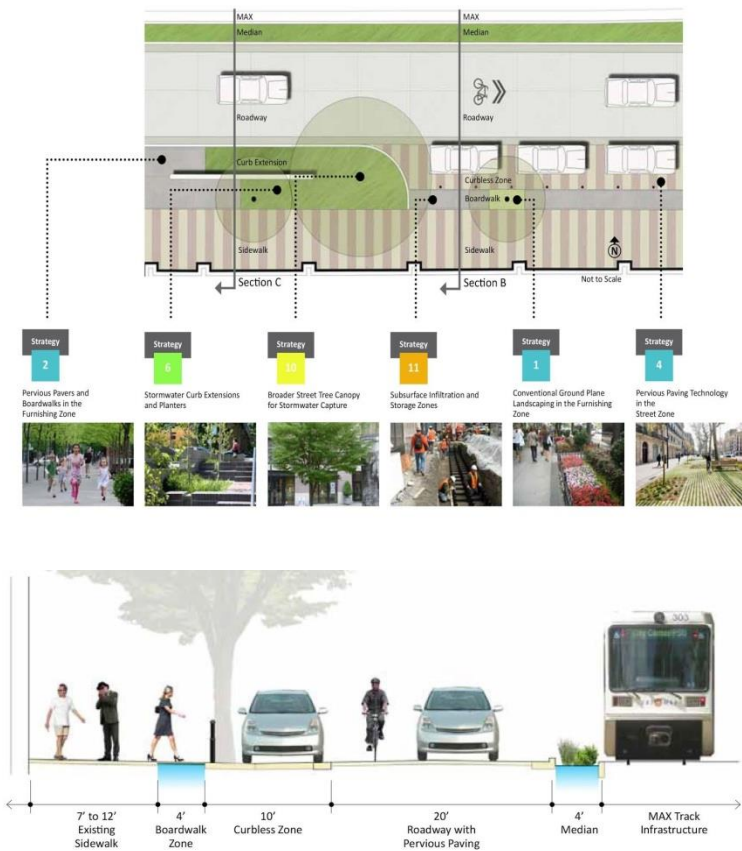 MAX
MAX
Median
Median
Roadway
Roadway
Curb Extension
Curbless Zone
Boardwalk
Sidewalk
Sidewalk
N
Section C
Section B
Not to Scale
Strategy
2
Pervious Pavers and
Boardwalks in the
Furnishing Zone
Strategy
6
Stormwater Curb Extensions
and Planters
Strategy
10
Broader Street Tree Canopy
for Stormwater Capture
Strategy
11
Subsurface Infiltration and
Storage Zones
Strategy
1
Conventional Ground Plane
Landscaping in the Furnishing
Zone
Strategy
4
Pervious Paving Technology
in the
Street Zone
303
7' to 12'
Existing
Sidewalk
4'
Boardwalk
Zone
10'
Curbless Zone
20'
Roadway with
Pervious Paving
4'
Median
MAX Track
Infrastructure